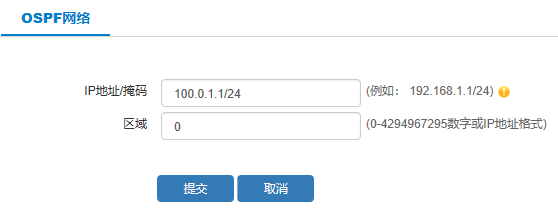 OSPF网络
IP地址/掩码 100.0.1.1/24 (例如： 192.168.1.1/24)
区域 0 (0-4294967295数字或IP地址格式)
提交 取消